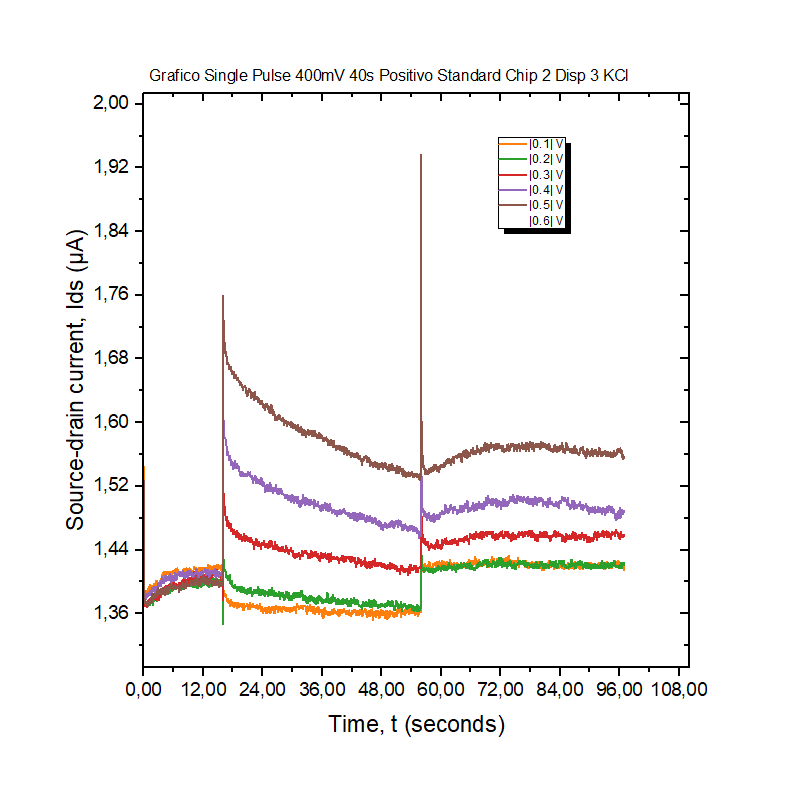 Grafico Single Pulse 400mV 40s Positivo Standard Chip 2 Disp 3 KCl
2,00
1,92
1,84
1,76
1,68
1,60
1,52
1,44
1,36
Source-drain current, Ids (µA)
|0.1| V
|0.2| V
|0.3| V
|0.4| V
|0.5| V
|0.6| V
0,00 12,00 24,00 36,00 48,00 60,00 72,00 84,00 96,00 108,00
Time, t (seconds)